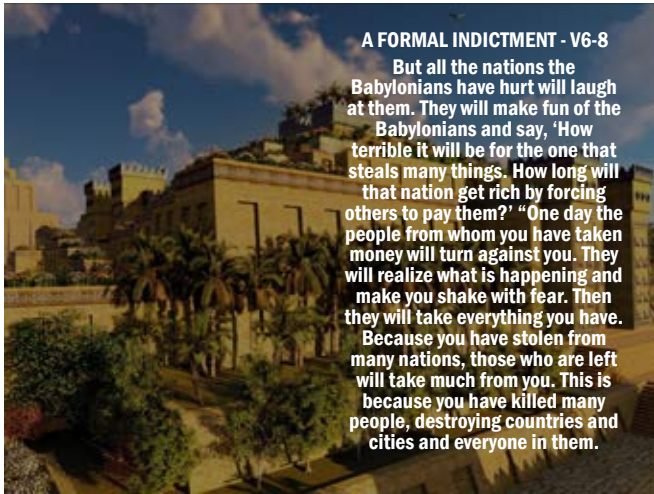 A FORMAL INDICTMENT - V6-8
But all the nations the
Babylonians have hurt will laugh
at them. They will make fun of the
Babylonians and say, ‘How
terrible it will be for the one that
steals many things. How long will
that nation get rich by forcing
others to pay them?’ “One day the
people from whom you have taken
money will turn against you. They
will realize what is happening and
make you shake with fear. Then
they will take everything you have.
Because you have stolen from
many nations, those who are left
will take much from you. This is
because you have killed many
people, destroying countries and
cities and everyone in them.